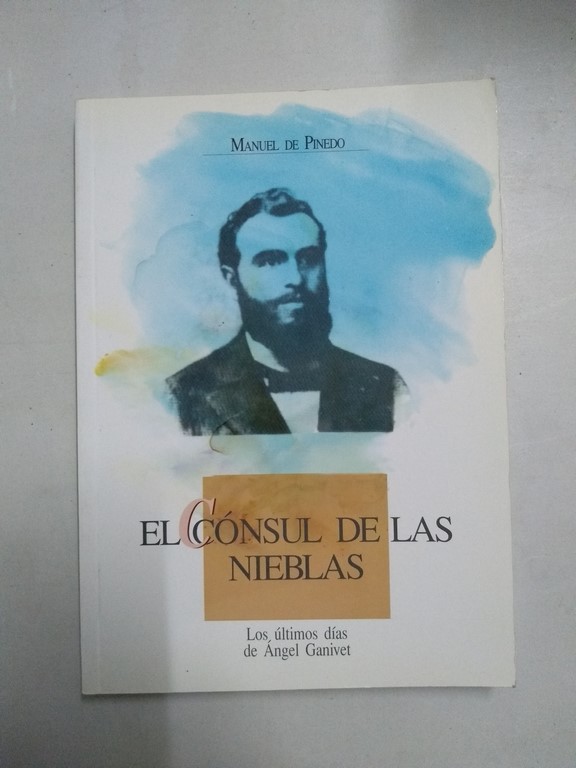 MANUEL DE PINEDO
EL CÓNSUL DE LAS
NIEBLAS
Los últimos días
de Ángel Ganivet